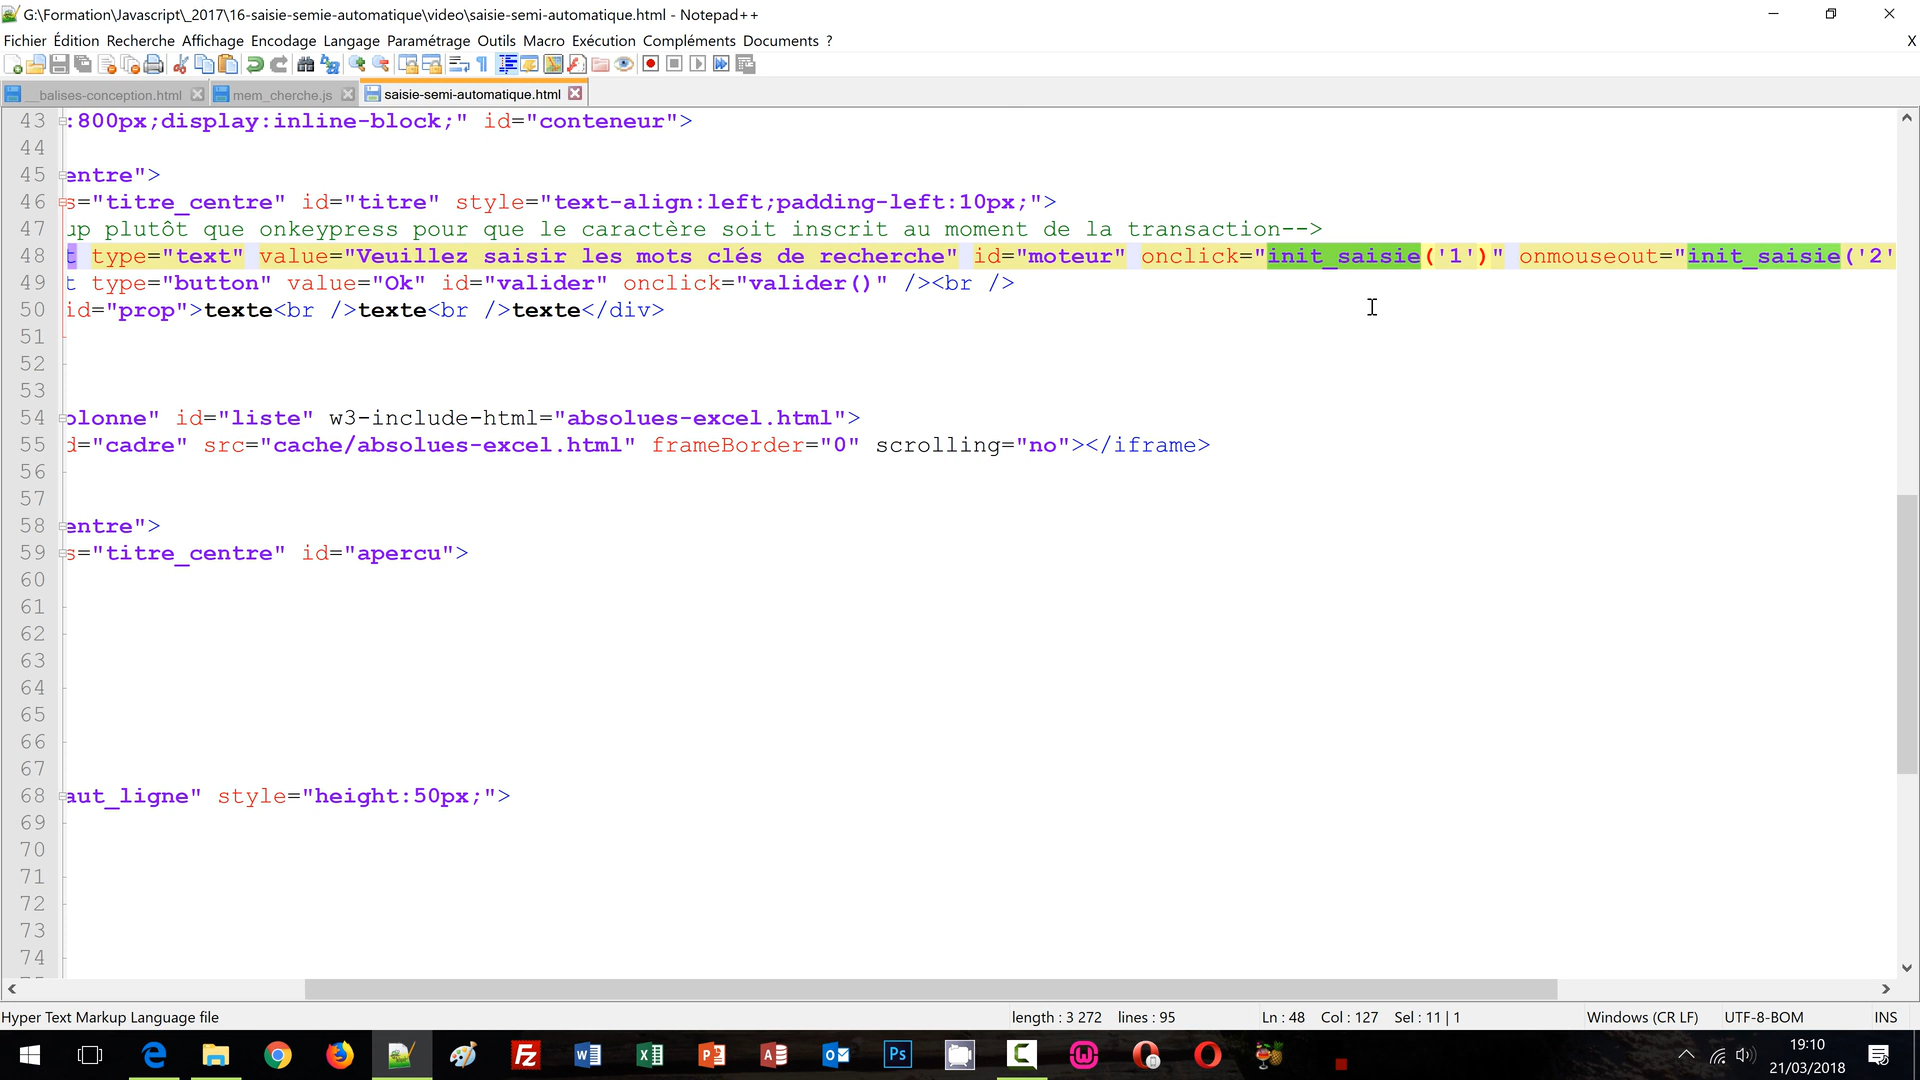 G:\Formation\Javascript\_2017\16-saisie-semie-automatique\video\saisie-semi-automatique.html - Notepad++
Fichier Édition Recherche Affichage Encodage Langage Paramétrage Outils Macro Exécution Compléments Documents ?
X
__balises-conception.html mem_cherche.js saisie-semi-automatique.html
43 :800px;display:inline-block;" id="conteneur">
44
45 entre">
46 s="titre_centre" id="titre" style="text-align:left;padding-left:10px;">
47 up plutôt que onkeypress pour que le caractère soit inscrit au moment de la transaction-->
48 t type="text" value="Veuillez saisir les mots clés de recherche" id="moteur" onclick="init_saisie('1')" onmouseout="init_saisie('2'
49 t type="button" value="Ok" id="valider" onclick="valider()" /><br />
50 id="prop">texte<br />texte<br />texte</div>
51
52
53
54 olonne" id="liste" w3-include-html="absolues-excel.html">
55 d="cadre" src="cache/absolues-excel.html" frameBorder="0" scrolling="no"></iframe>
56
57
58 entre">
59 s="titre_centre" id="apercu">
60
61
62
63
64
65
66
67
68 aut_ligne" style="height:50px;">
69
70
71
72
73
74
Hyper Text Markup Language file length : 3 272 lines : 95 Ln : 48 Col : 127 Sel : 11 | 1 Windows (CR LF) UTF-8-BOM INS
19:10
21/03/2018